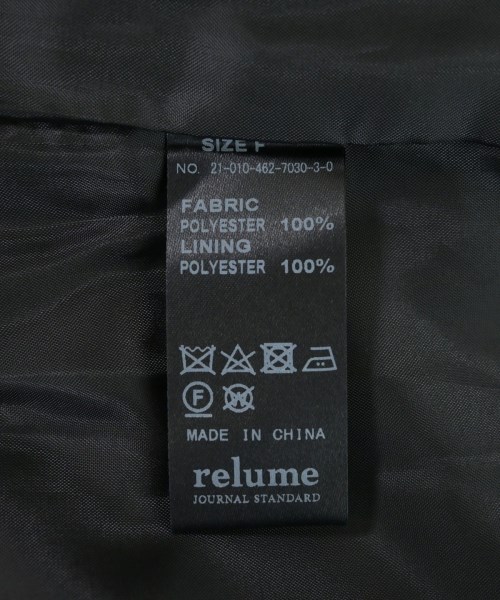 SIZE F
NO. 21-010-462-7030-3-0
FABRIC
POLYESTER 100%
LINING
POLYESTER 100%
F W
MADE IN CHINA
relume
JOURNAL STANDARD